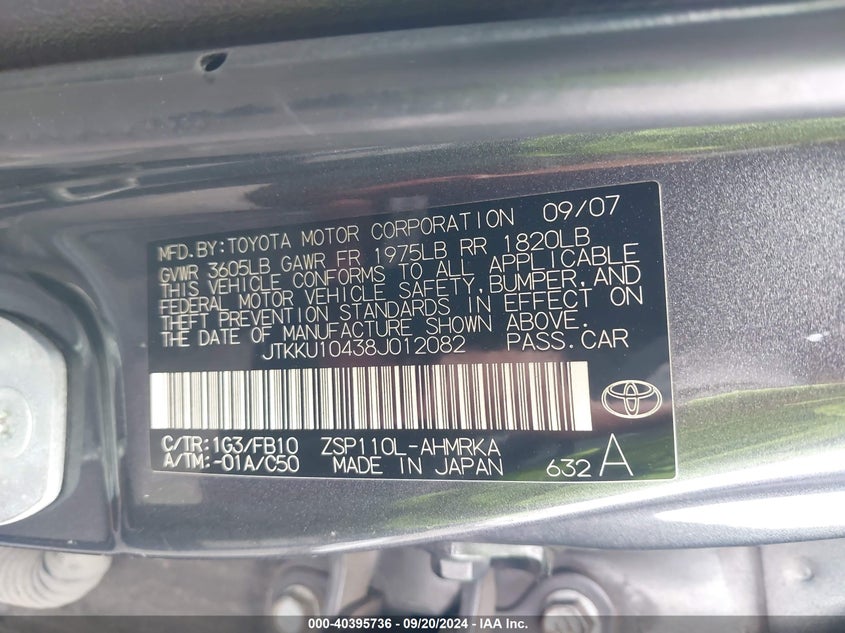 MFD.BY:TOYOTA MOTOR CORPORATION 09/07
GVWR 3605LB GAWR FR 1975LB RR 1820LB
THIS VEHICLE CONFORMS TO ALL APPLICABLE
FEDERAL MOTOR VEHICLE SAFETY,BUMPER,AND
THEFT PREVENTION STANDARDS IN EFFECT ON
THE DATE OF MANUFACTURE SHOWN ABOVE.
JTKKU10438J012082 PASS.CAR
C/TR:1G3/FB10 ZSP110L-AHMRKA
A/TM:-01A/C50 MADE IN JAPAN 632A
000-40395736 - 09/20/2024 - IAA Inc.